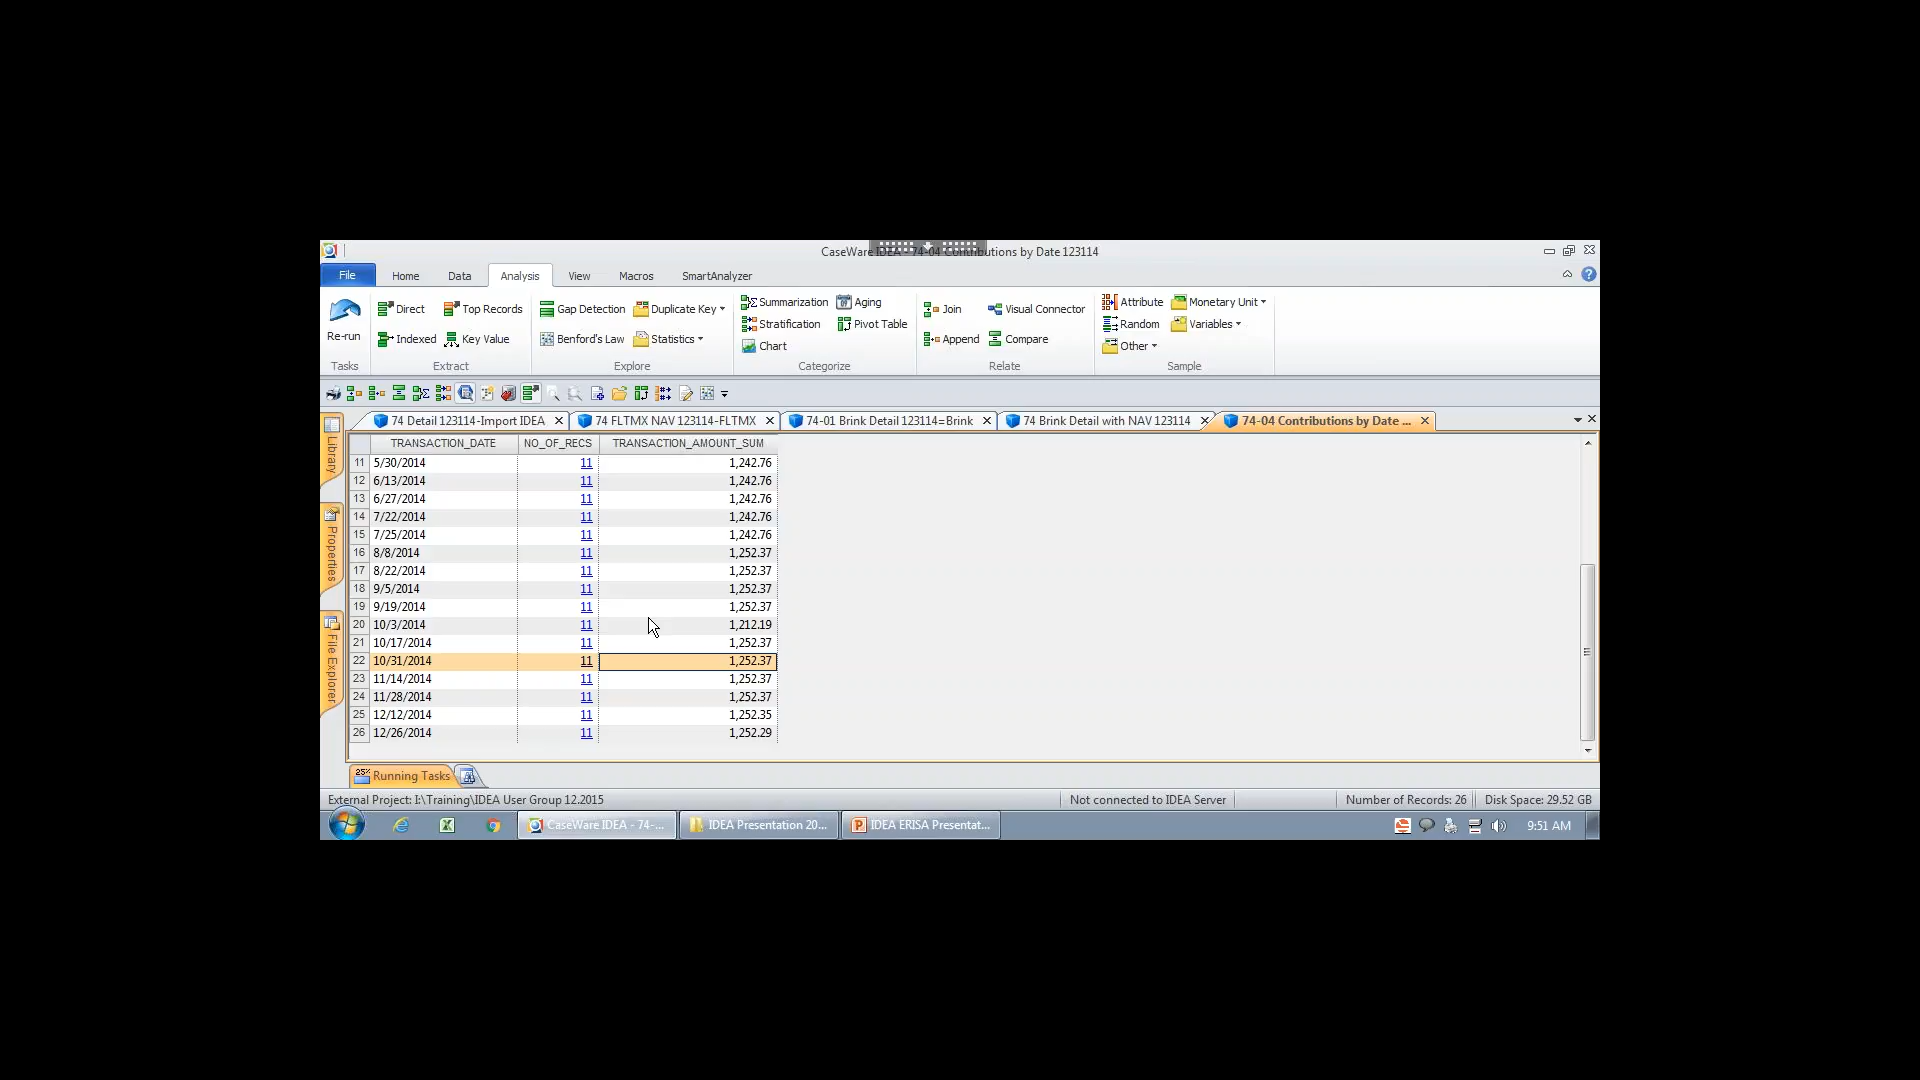 CaseWare IDEA - 74-04 Contributions by Date 123114
File Home Data Analysis View Macros SmartAnalyzer
Re-run Direct Top Records Gap Detection Duplicate Key Summarization Aging Join Visual Connector Attribute Monetary Unit
Stratification Pivot Table Random Variables
Indexed Key Value Benford's Law Statistics Chart Append Compare Other
Tasks Extract Explore Categorize Relate Sample
74 Detail 123114-Import IDEA 74 FLTMX NAV 123114-FLTMX 74-01 Brink Detail 123114=Brink 74 Brink Detail with NAV 123114 74-04 Contributions by Date ...
Library
Properties
File Explorer
TRANSACTION_DATE NO_OF_RECS TRANSACTION_AMOUNT_SUM
11 5/30/2014 11 1,242.76
12 6/13/2014 11 1,242.76
13 6/27/2014 11 1,242.76
14 7/22/2014 11 1,242.76
15 7/25/2014 11 1,242.76
16 8/8/2014 11 1,252.37
17 8/22/2014 11 1,252.37
18 9/5/2014 11 1,252.37
19 9/19/2014 11 1,252.37
20 10/3/2014 11 1,212.19
21 10/17/2014 11 1,252.37
22 10/31/2014 11 1,252.37
23 11/14/2014 11 1,252.37
24 11/28/2014 11 1,252.37
25 12/12/2014 11 1,252.35
26 12/26/2014 11 1,252.29
25% Running Tasks
External Project: I:\Training\IDEA User Group 12.2015 Not connected to IDEA Server Number of Records: 26 Disk Space: 29.52 GB
CaseWare IDEA - 74-... IDEA Presentation 20... IDEA ERISA Presentat... 9:51 AM